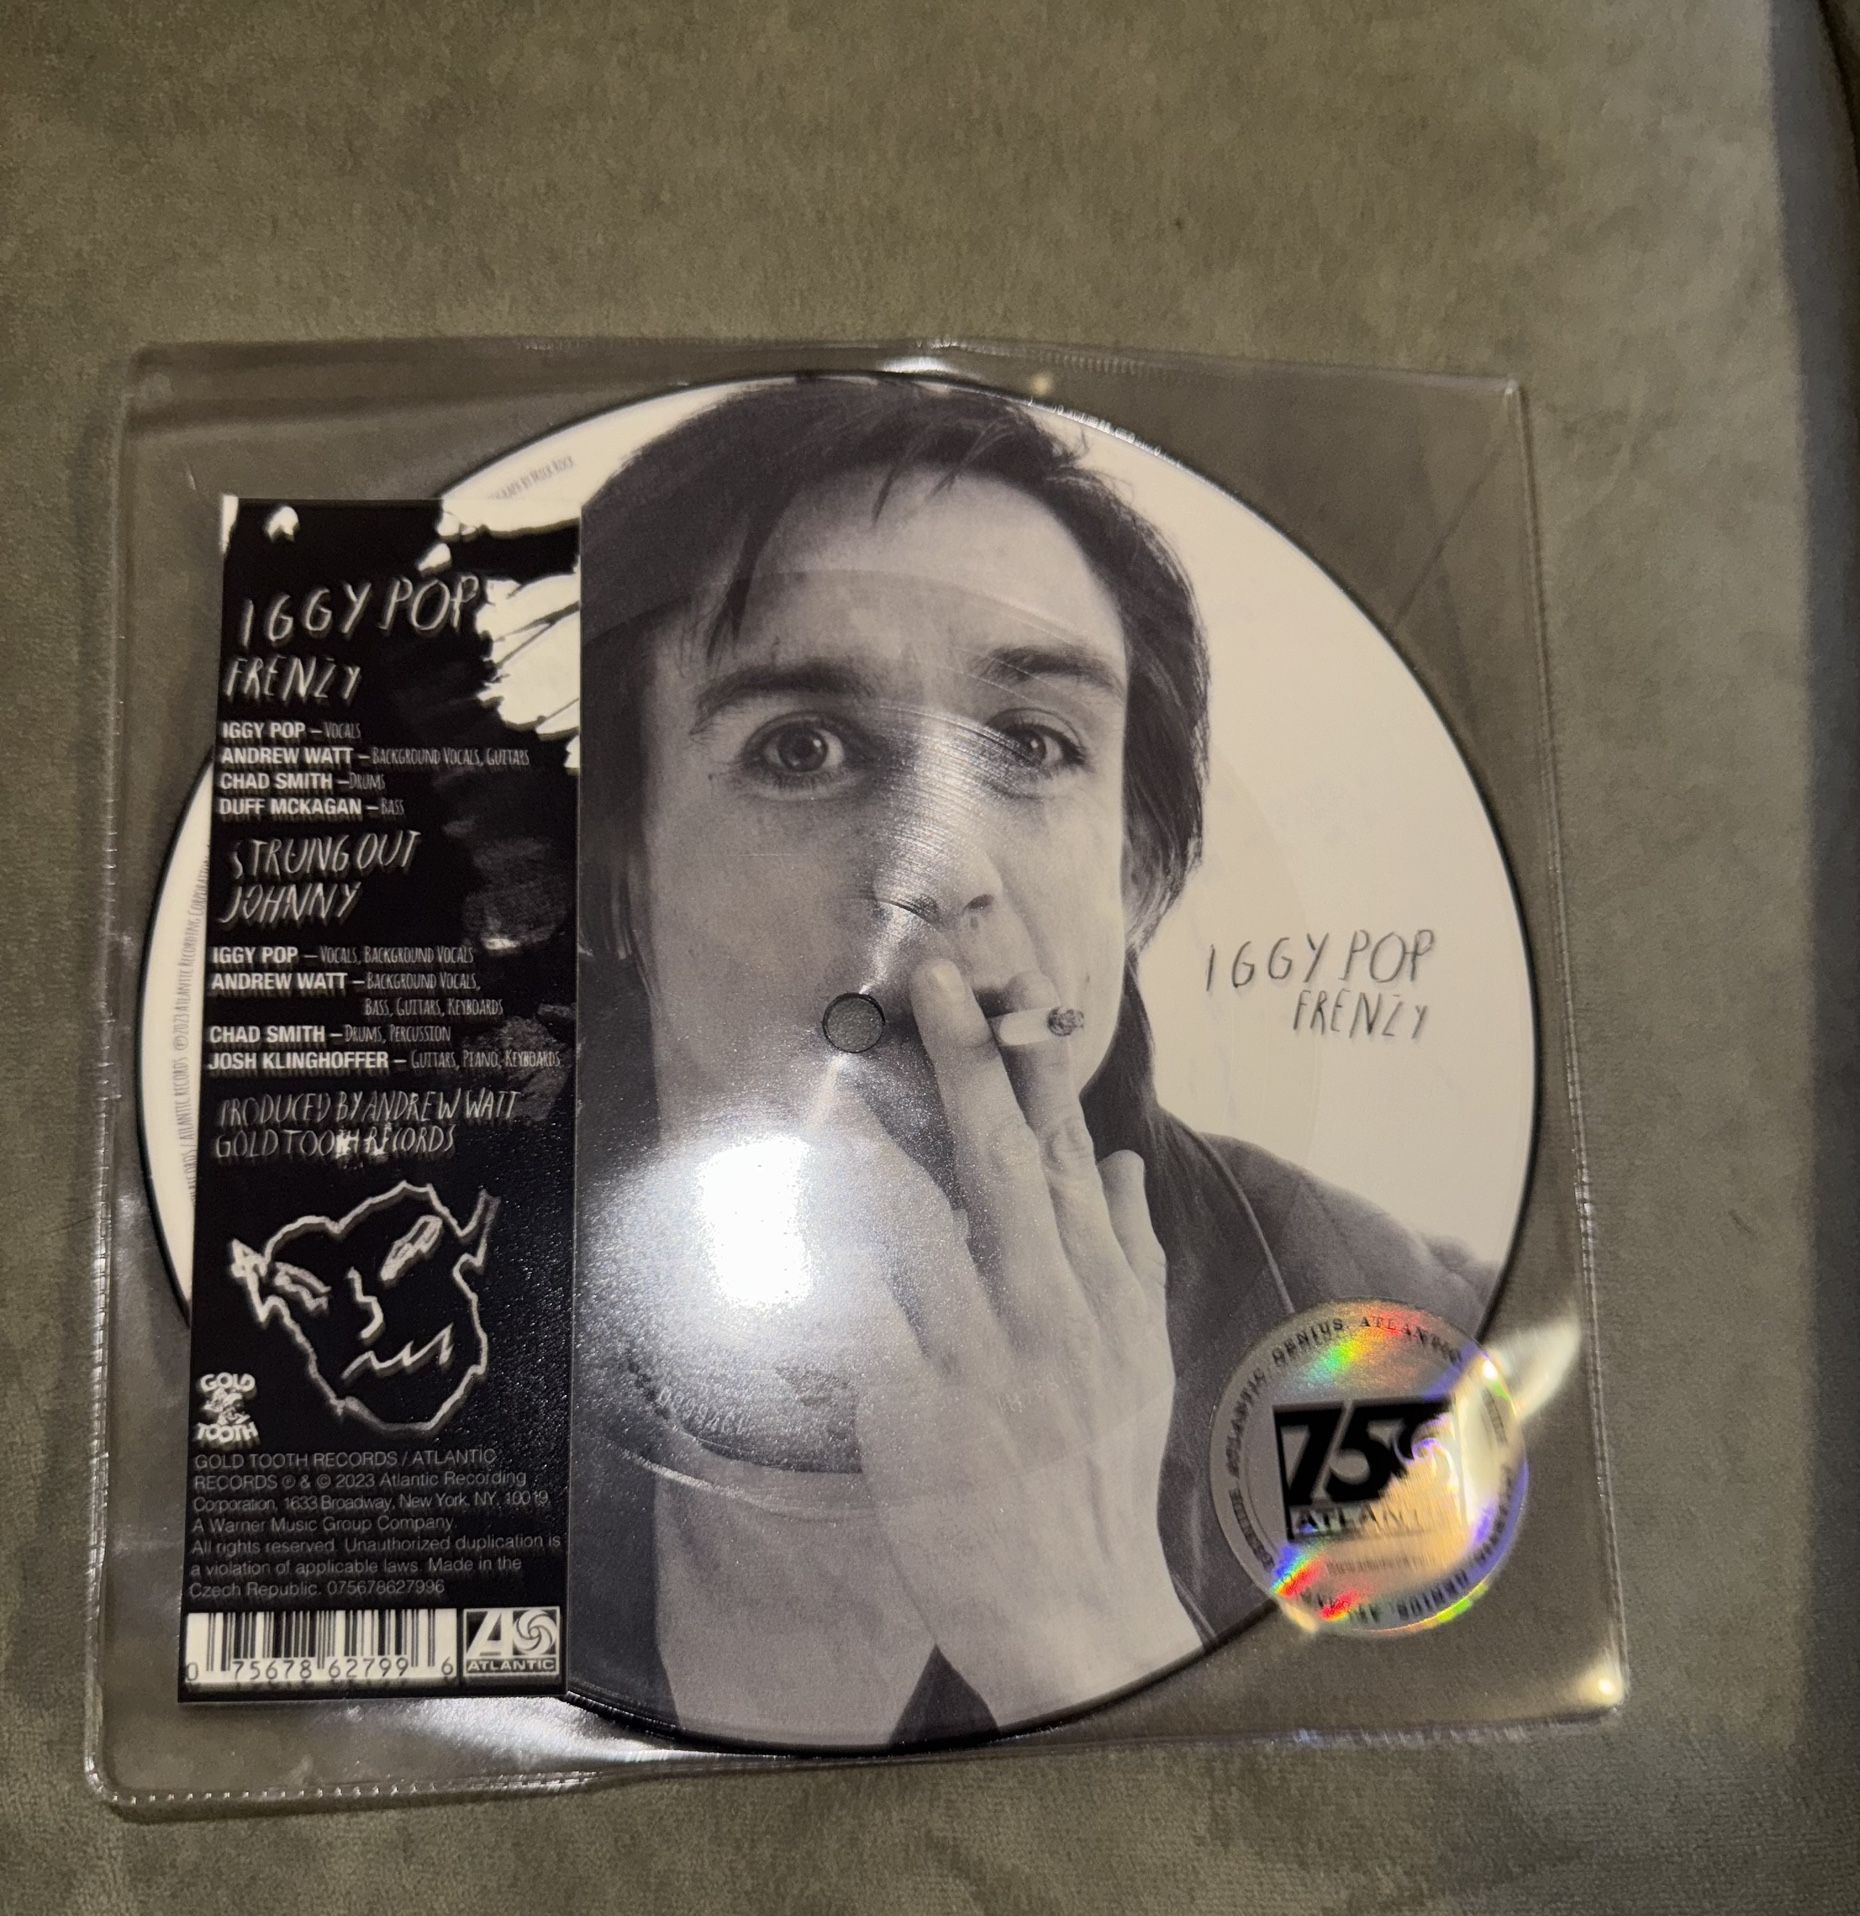 GRAPH BY MICK ROCK
IGGY POP
FRENZY
IGGY POP – VOCALS
ANDREW WATT – BACKGROUND VOCALS, GUITARS
CHAD SMITH – DRUMS
DUFF MCKAGAN – BASS
STRUNG OUT
JOHNNY
IGGY POP – VOCALS, BACKGROUND VOCALS
ANDREW WATT – BACKGROUND VOCALS,
BASS, GUITARS, KEYBOARDS
CHAD SMITH – DRUMS, PERCUSSION
JOSH KLINGHOFFER – GUITARS, PIANO, KEYBOARDS
PRODUCED BY ANDREW WATT
GOLD TOOTH RECORDS
GOLD
TOOTH
GOLD TOOTH RECORDS / ATLANTIC
RECORDS ℗ & © 2023 Atlantic Recording
Corporation, 1633 Broadway, New York, NY, 10019.
A Warner Music Group Company.
All rights reserved. Unauthorized duplication is
a violation of applicable laws. Made in the
Czech Republic. 075678627996
0 75678 62799 6
ATLANTIC
IGGY POP
FRENZY
GENIUS. ATLANTIC
75